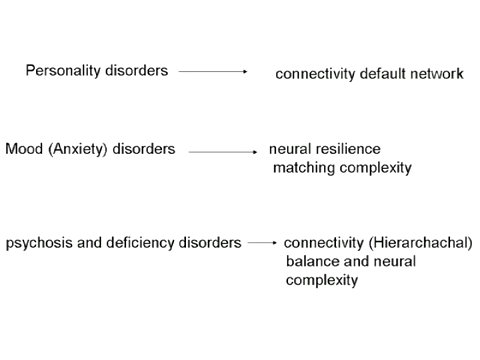 Personality disorders connectivity default network
Mood (Anxiety) disorders neural resilience
matching complexity
psychosis and deficiency disorders connectivity (Hierarchachal)
balance and neural
complexity